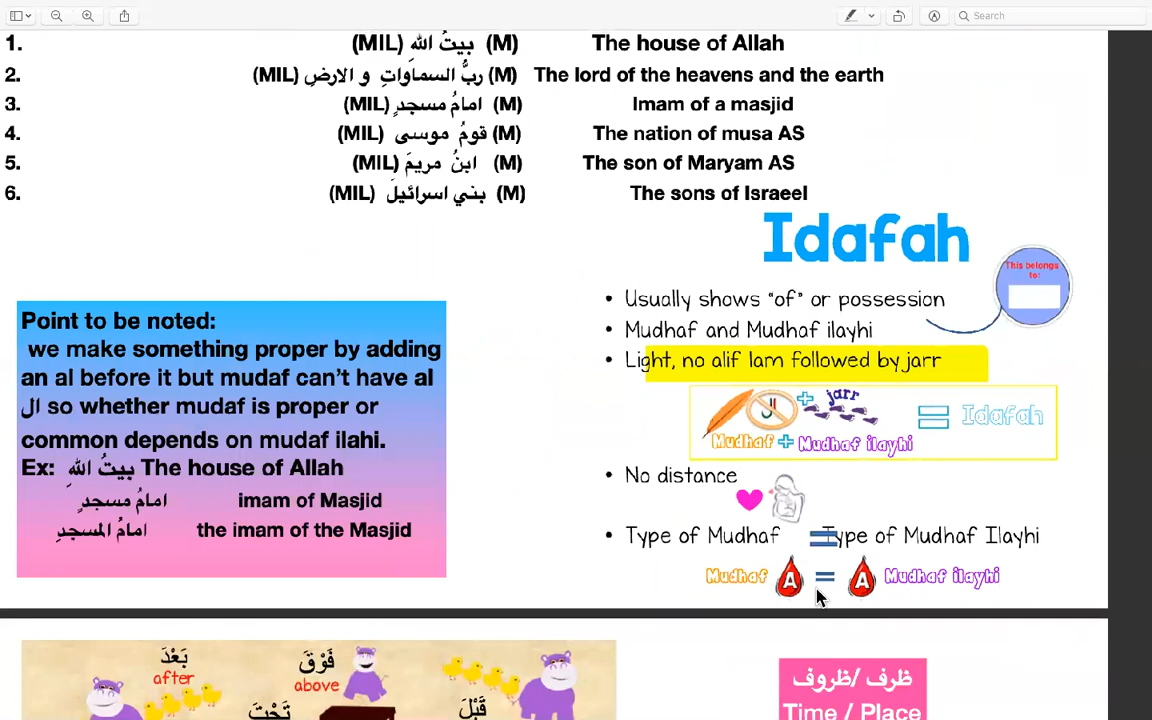 Search
1. بيتُ اللهِ (M) (MIL) The house of Allah
2. ربُّ السماواتِ و الارضِ (M) (MIL) The lord of the heavens and the earth
3. امامُ مسجدٍ (M) (MIL) Imam of a masjid
4. قومُ موسى (M) (MIL) The nation of musa AS
5. ابنُ مريمَ (M) (MIL) The son of Maryam AS
6. بني اسرائيلَ (M) (MIL) The sons of Israeel
Idafah
This belongs
to:
• Usually shows "of" or possession
• Mudhaf and Mudhaf ilayhi
• Light, no alif lam followed by jarr
ال + jarr
Mudhaf + Mudhaf ilayhi = Idafah
• No distance
• Type of Mudhaf = Type of Mudhaf Ilayhi
Mudhaf A = A Mudhaf ilayhi
Point to be noted:
we make something proper by adding
an al before it but mudaf can't have al
ال so whether mudaf is proper or
common depends on mudaf ilahi.
Ex: بيتُ اللهِ The house of Allah
امامُ مسجدٍ imam of Masjid
امامُ المسجدِ the imam of the Masjid
بَعْدَ
after
فَوْقَ
above
تَحْتَ
قَبْلَ
ظرف /ظروف
Time / Place